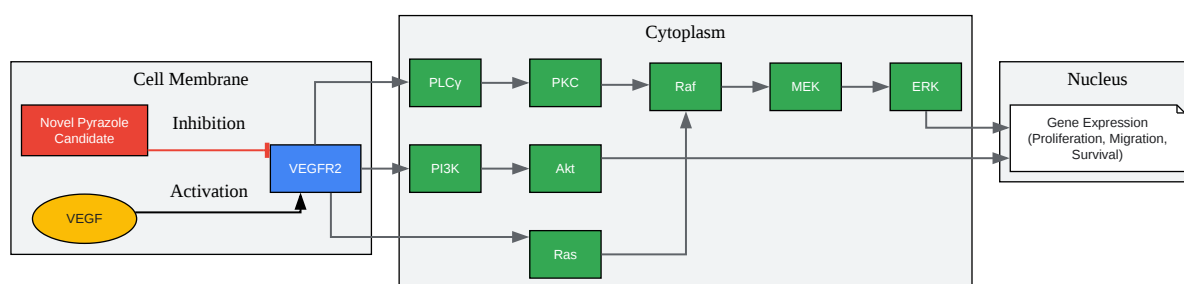 Cell Membrane
Novel Pyrazole
Candidate
Inhibition
VEGFR2
Activation
VEGF
Cytoplasm
PLCγ
PKC
Raf
MEK
ERK
PI3K
Akt
Ras
Nucleus
Gene Expression
(Proliferation, Migration,
Survival)